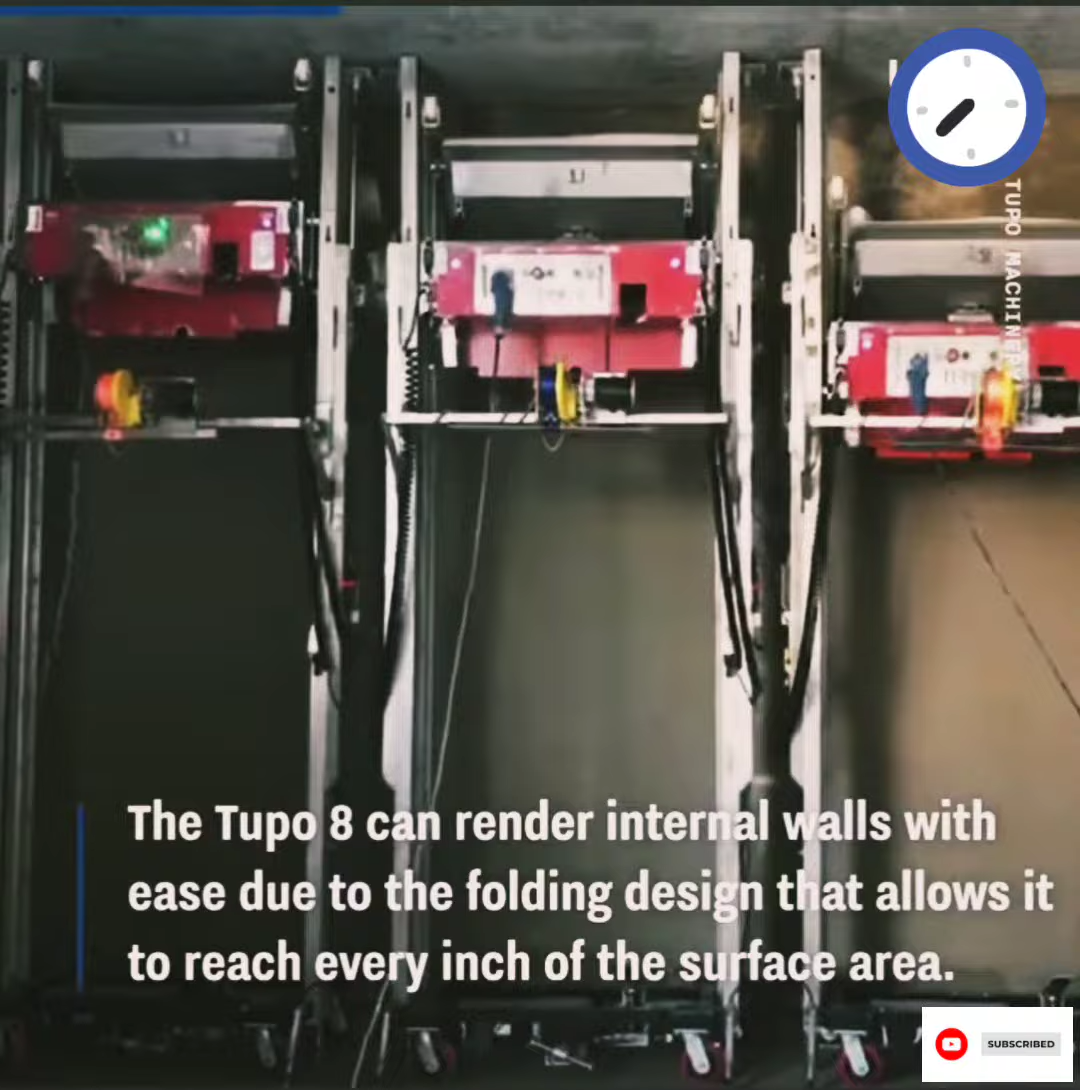 TUPO MACHINERY
The Tupo 8 can render internal walls with
ease due to the folding design that allows it
to reach every inch of the surface area.
SUBSCRIBED